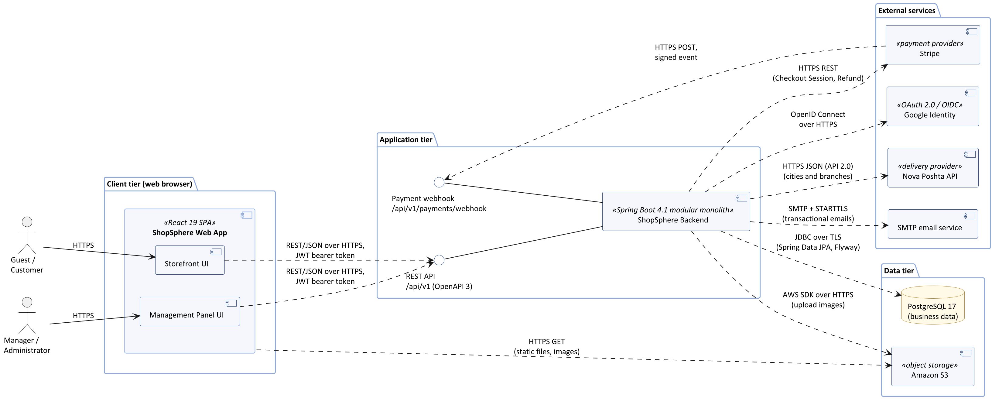 External services
«payment provider»
Stripe
HTTPS POST,
signed event
HTTPS REST
(Checkout Session, Refund)
«OAuth 2.0 / OIDC»
Google Identity
OpenID Connect
over HTTPS
Application tier
«delivery provider»
Nova Poshta API
HTTPS JSON (API 2.0)
(cities and branches)
Client tier (web browser)
Payment webhook
/api/v1/payments/webhook
«Spring Boot 4.1 modular monolith»
ShopSphere Backend
SMTP + STARTTLS
(transactional emails)
SMTP email service
«React 19 SPA»
ShopSphere Web App
JDBC over TLS
(Spring Data JPA, Flyway)
HTTPS
Guest /
Customer
Storefront UI
REST/JSON over HTTPS,
JWT bearer token
REST/JSON over HTTPS,
JWT bearer token
REST API
/api/v1 (OpenAPI 3)
Data tier
PostgreSQL 17
(business data)
AWS SDK over HTTPS
(upload images)
HTTPS
Management Panel UI
Manager /
Administrator
HTTPS GET
(static files, images)
«object storage»
Amazon S3